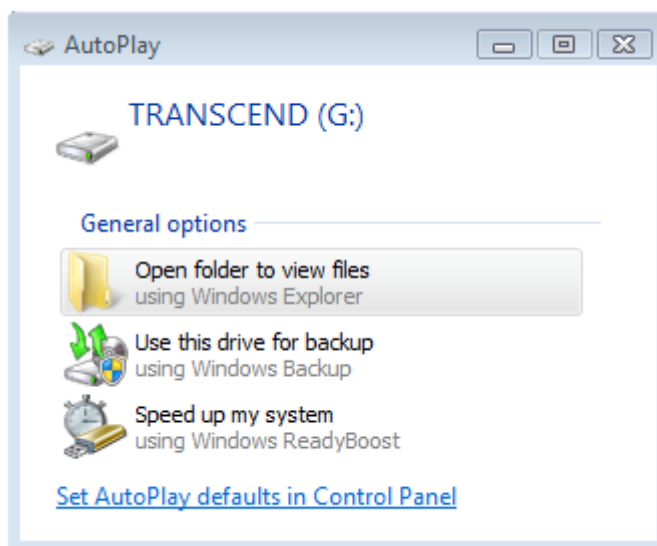 AutoPlay
TRANSCEND (G:)
General options
Open folder to view files
using Windows Explorer
Use this drive for backup
using Windows Backup
Speed up my system
using Windows ReadyBoost
Set AutoPlay defaults in Control Panel